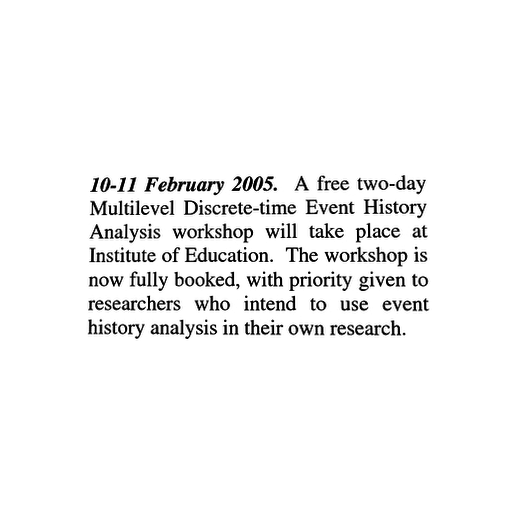 10-11 February 2005. A free two-day
Multilevel Discrete-time Event History
Analysis workshop will take place at
Institute of Education. The workshop is
now fully booked, with priority given to
researchers who intend to use event
history analysis in their own research.